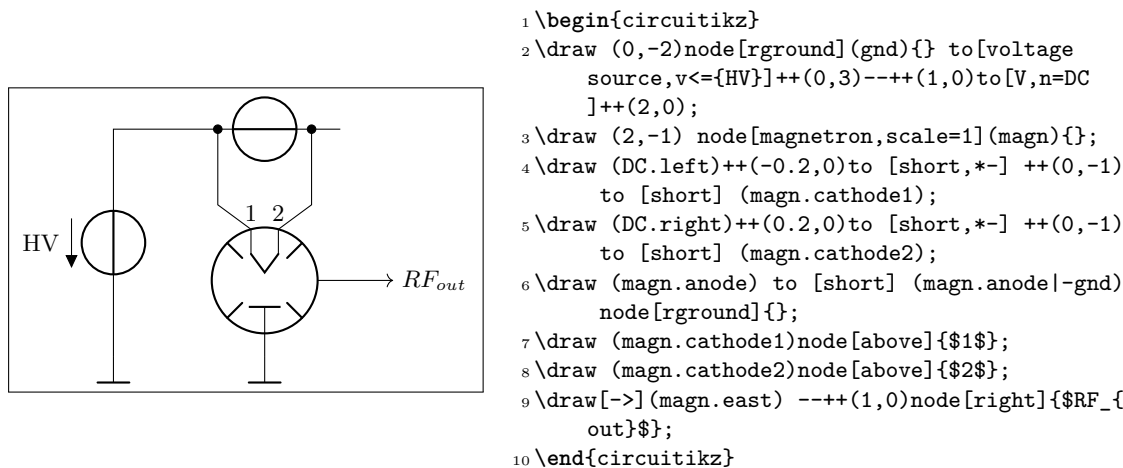 HV
1 2
RF_{out}
1 \begin{circuitikz}
2 \draw (0,-2)node[rground](gnd){} to[voltage
source,v<={HV}]++(0,3)--++(1,0)to[V,n=DC
]++(2,0);
3 \draw (2,-1) node[magnetron,scale=1](magn){};
4 \draw (DC.left)++(-0.2,0)to [short,*-] ++(0,-1)
to [short] (magn.cathode1);
5 \draw (DC.right)++(0.2,0)to [short,*-] ++(0,-1)
to [short] (magn.cathode2);
6 \draw (magn.anode) to [short] (magn.anode|-gnd)
node[rground]{};
7 \draw (magn.cathode1)node[above]{$1$};
8 \draw (magn.cathode2)node[above]{$2$};
9 \draw[->](magn.east) --++(1,0)node[right]{$RF_{
out}$};
10 \end{circuitikz}